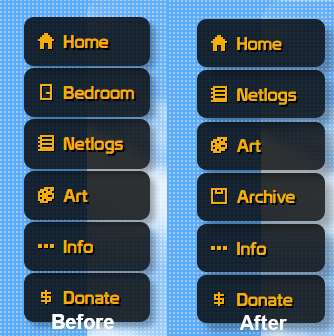 Home
Bedroom
Netlogs
Art
Info
Donate
Before
Home
Netlogs
Art
Archive
Info
Donate
After